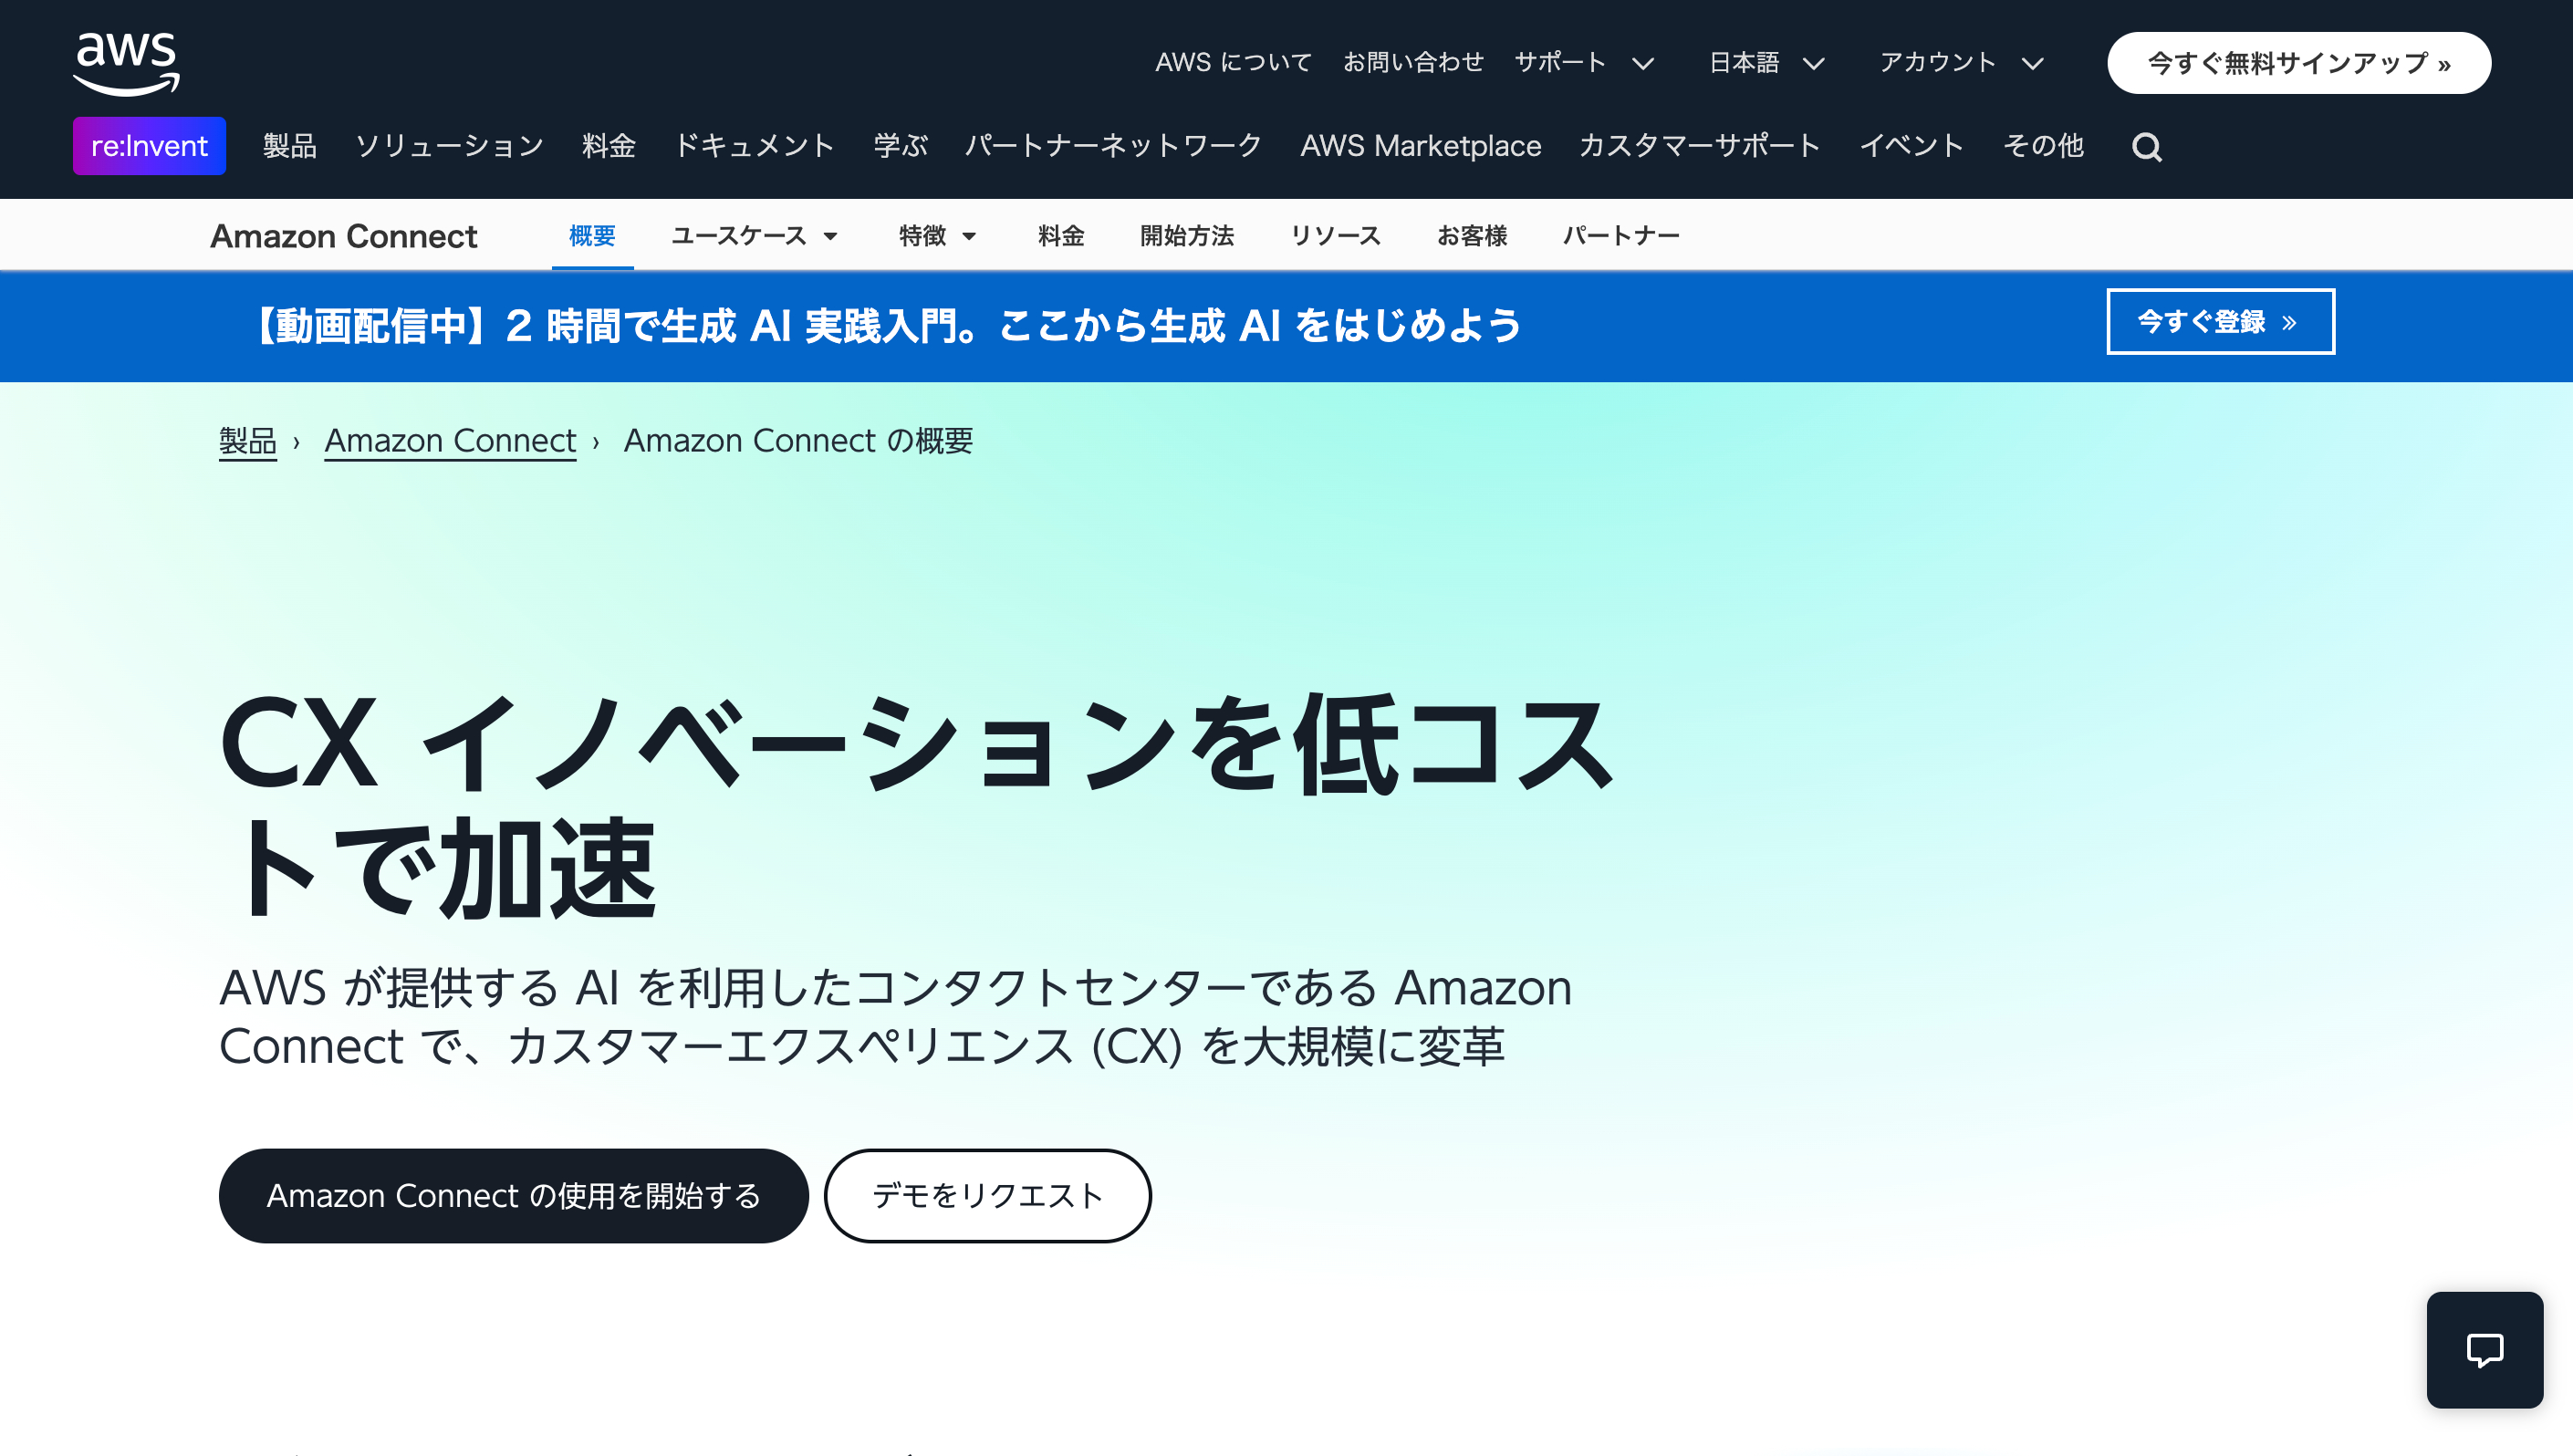 aws
AWS について お問い合わせ サポート 日本語 アカウント 今すぐ無料サインアップ »
re:Invent 製品 ソリューション 料金 ドキュメント 学ぶ パートナーネットワーク AWS Marketplace カスタマーサポート イベント その他
Amazon Connect 概要 ユースケース 特徴 料金 開始方法 リソース お客様 パートナー
【動画配信中】2 時間で生成 AI 実践入門。ここから生成 AI をはじめよう 今すぐ登録 »
製品 › Amazon Connect › Amazon Connect の概要
CX イノベーションを低コス
トで加速
AWS が提供する AI を利用したコンタクトセンターである Amazon
Connect で、カスタマーエクスペリエンス (CX) を大規模に変革
Amazon Connect の使用を開始する デモをリクエスト